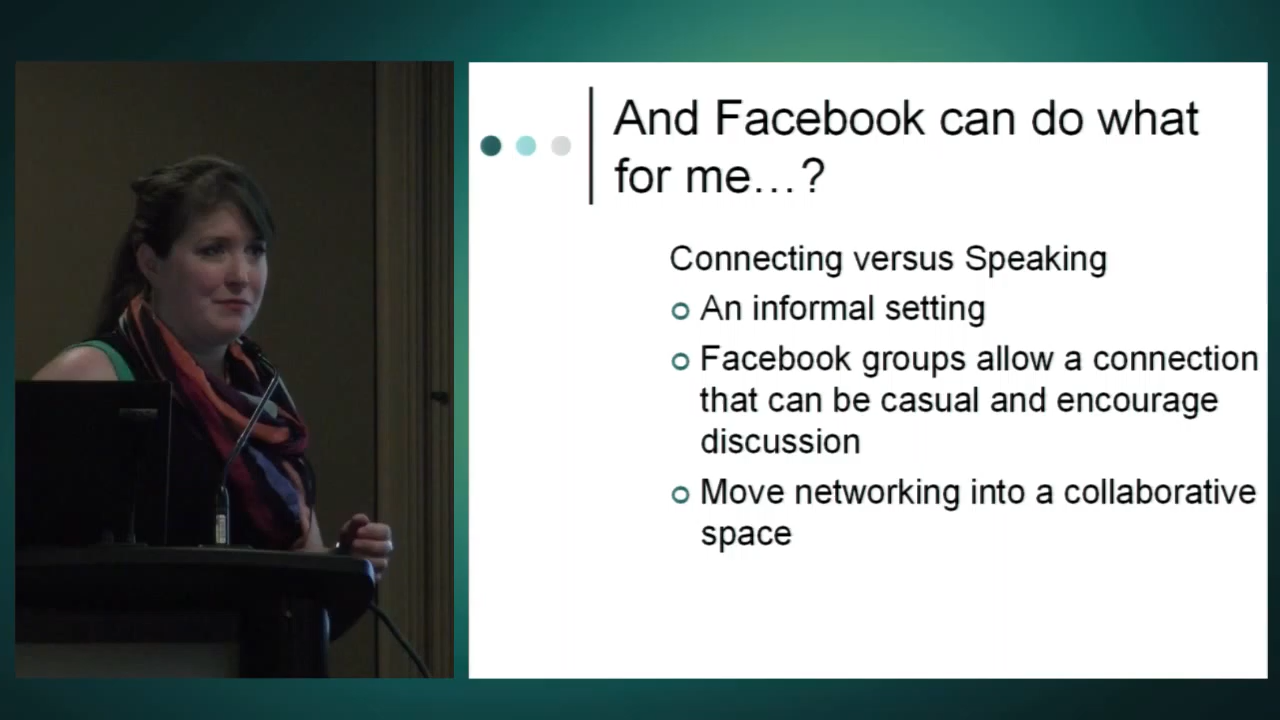 And Facebook can do what
for me...?
Connecting versus Speaking
An informal setting
Facebook groups allow a connection
that can be casual and encourage
discussion
Move networking into a collaborative
space